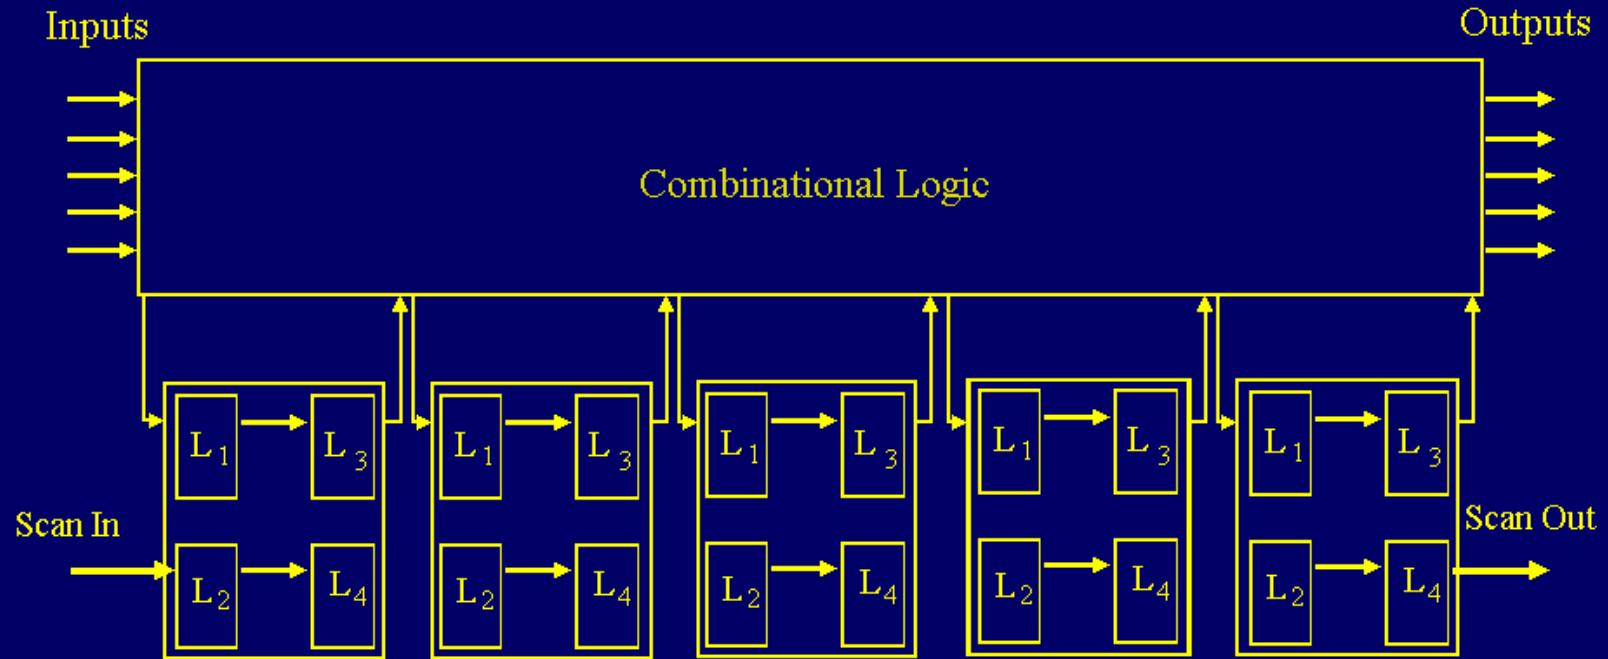 Inputs
Outputs
Combinational Logic
L1 L3 L1 L3 L1 L3 L1 L3 L1 L3
Scan In
Scan Out
L2 L4 L2 L4 L2 L4 L2 L4 L2 L4